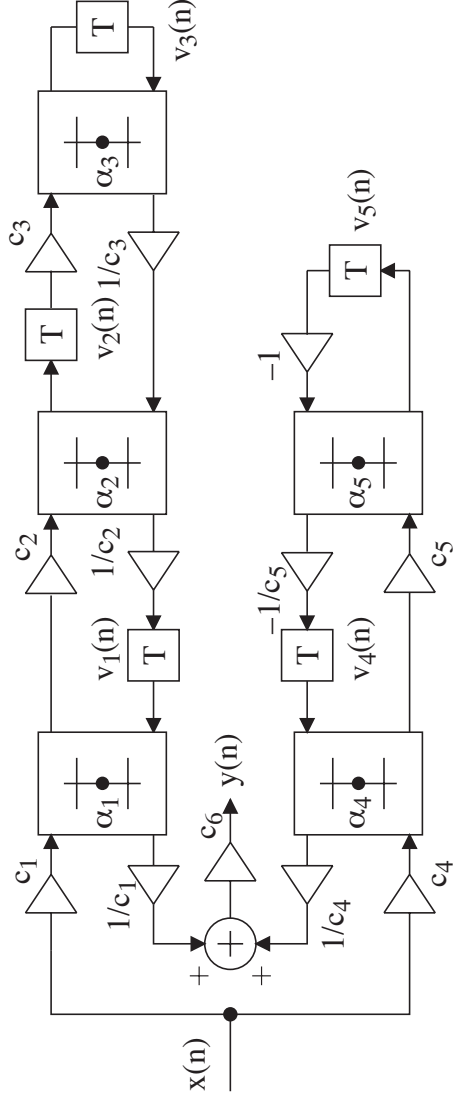 c1
c2
T
c3
T
α1
α2
α3
v3(n)
v2(n)
1/c1
v1(n)
T
1/c2
1/c3
x(n)
+
+
+
c6
y(n)
1/c4
T
v4(n)
−1/c5
−1
T
v5(n)
α4
α5
c4
c5